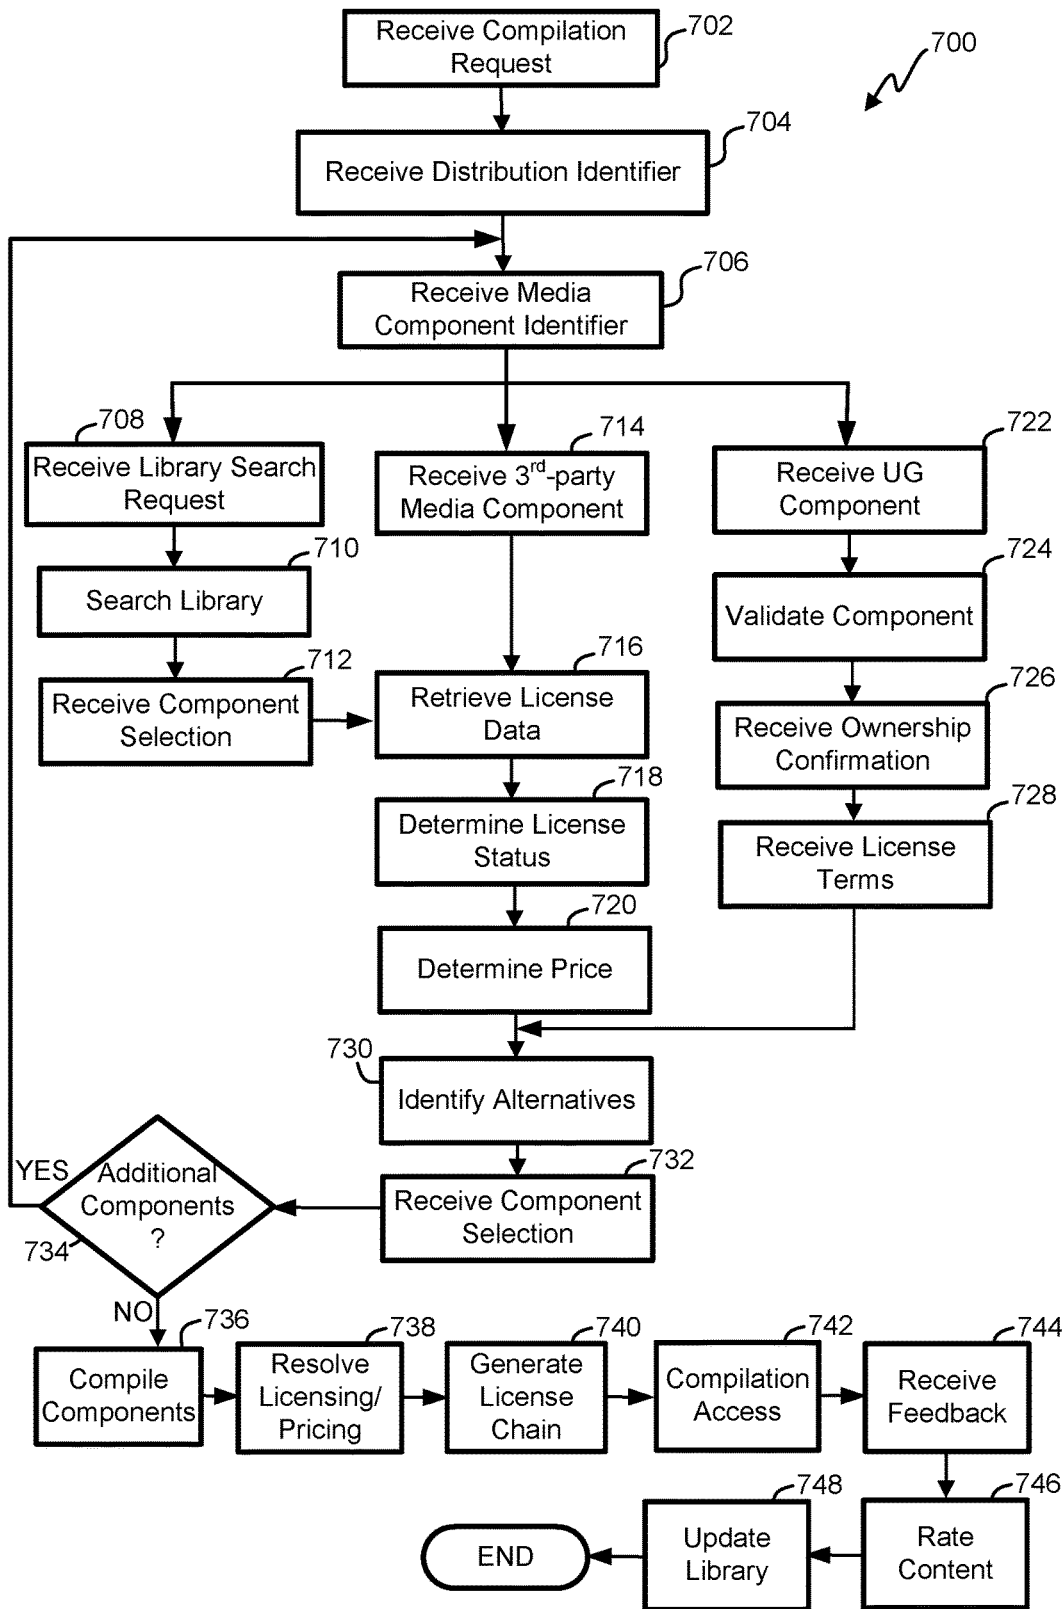 Receive Compilation
Request
702
700
704
Receive Distribution Identifier
706
Receive Media
Component Identifier
708
Receive Library Search
Request
710
Search Library
712
Receive Component
Selection
714
Receive 3rd-party
Media Component
716
Retrieve License
Data
718
Determine License
Status
720
Determine Price
722
Receive UG
Component
724
Validate Component
726
Receive Ownership
Confirmation
728
Receive License
Terms
730
Identify Alternatives
732
Receive Component
Selection
YES
Additional
Components
?
734
NO
736
Compile
Components
738
Resolve
Licensing/
Pricing
740
Generate
License
Chain
742
Compilation
Access
744
Receive
Feedback
746
Rate
Content
748
Update
Library
END